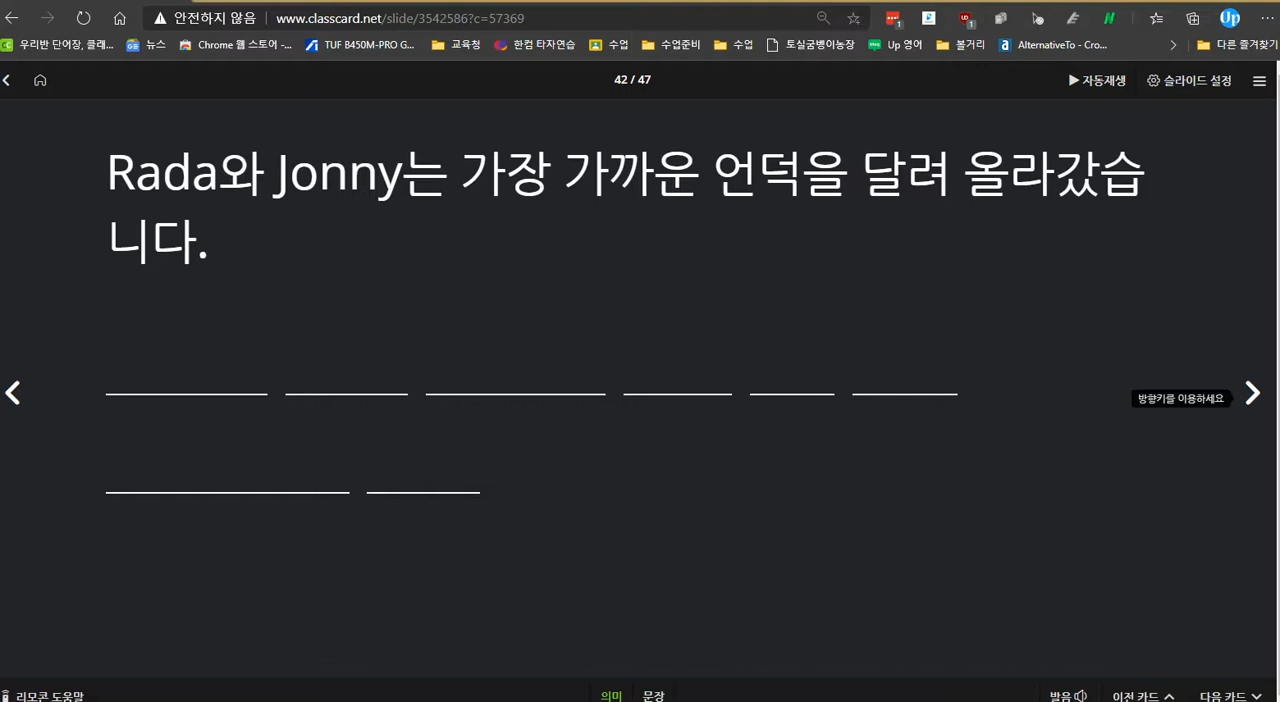 안전하지 않음 www.classcard.net/slide/3542586?c=57369
우리반 단어장, 클래... 뉴스 Chrome 웹 스토어 -... TUF B450M-PRO G... 교육청 한컴 타자연습 수업 수업준비 수업 토실굼벵이농장 Up 영어 볼거리 AlternativeTo - Cro... 다른 즐겨찾기
42 / 47 자동재생 슬라이드 설정
Rada와 Jonny는 가장 가까운 언덕을 달려 올라갔습
니다.
방향키를 이용하세요
리모콘 도움말 의미 문장 발음 이전 카드 다음 카드